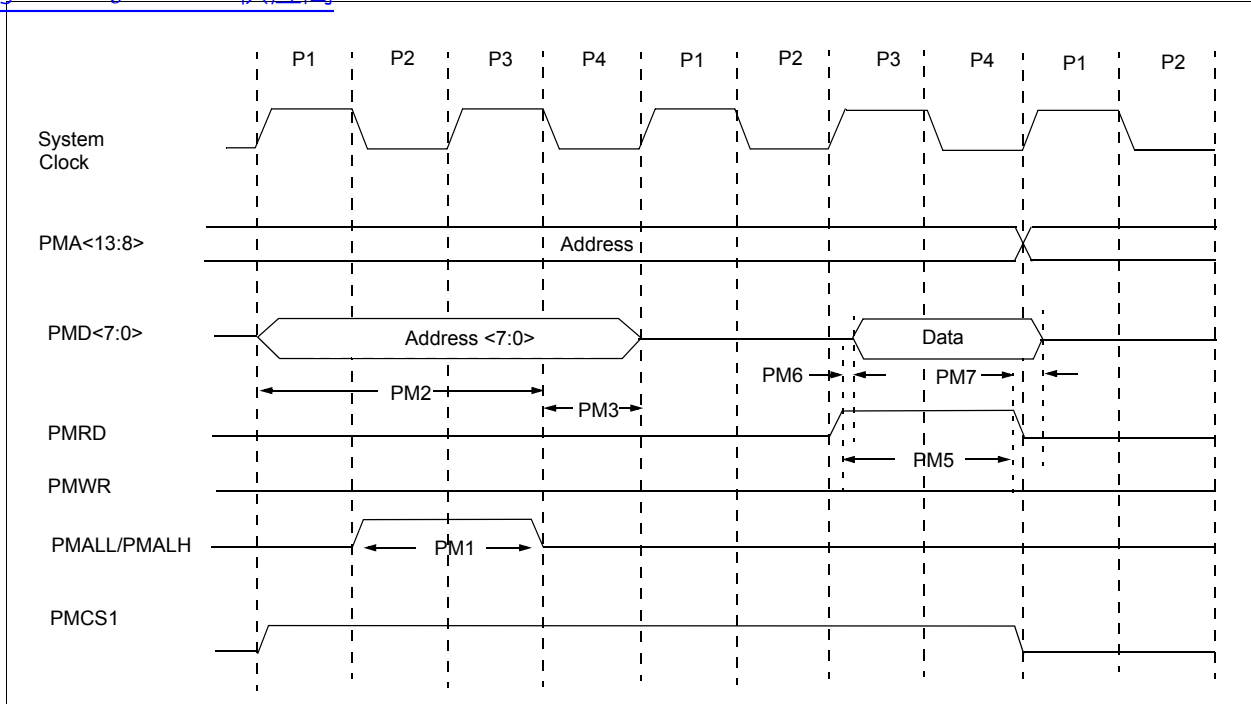 P1 P2 P3 P4 P1 P2 P3 P4 P1 P2
System
Clock
PMA<13:8>
Address
PMD<7:0>
Address <7:0>
Data
PM6
PM7
PM2
PM3
PMRD
PM5
PMWR
PMALL/PMALH
PM1
PMCS1